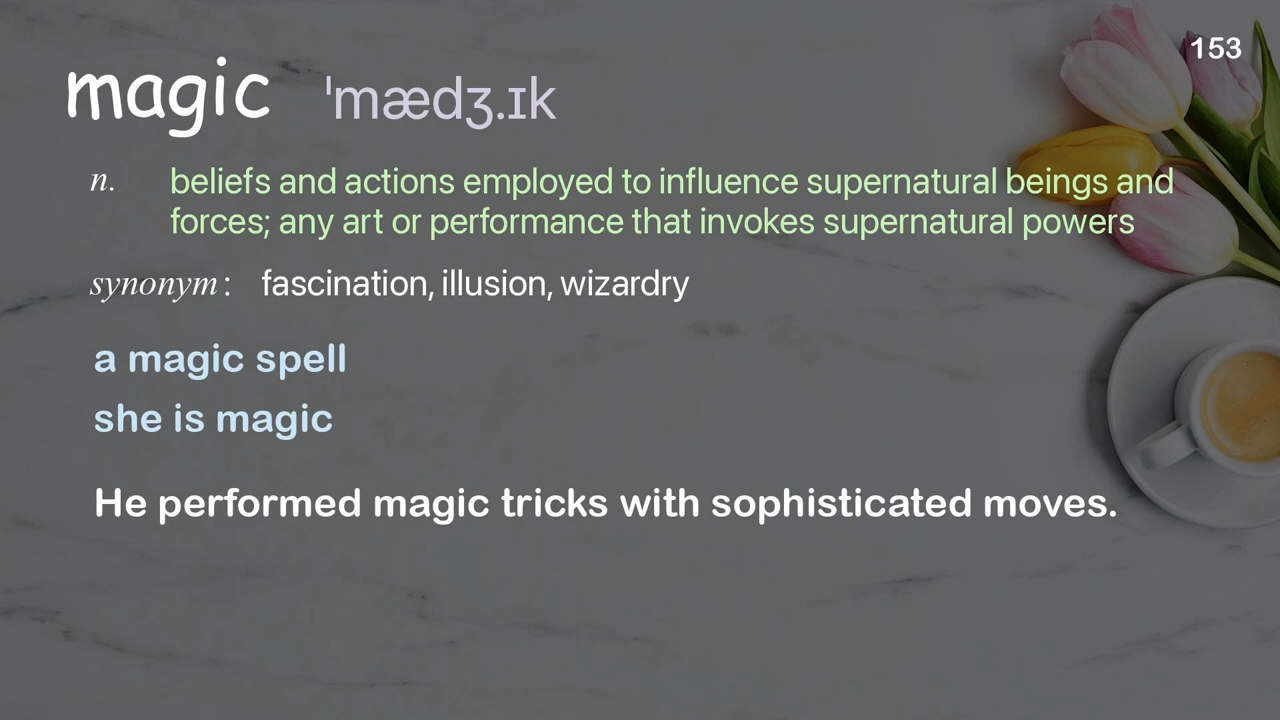 153
magic ˈmædʒ.ɪk
n. beliefs and actions employed to influence supernatural beings and
forces; any art or performance that invokes supernatural powers
synonym: fascination, illusion, wizardry
a magic spell
she is magic
He performed magic tricks with sophisticated moves.